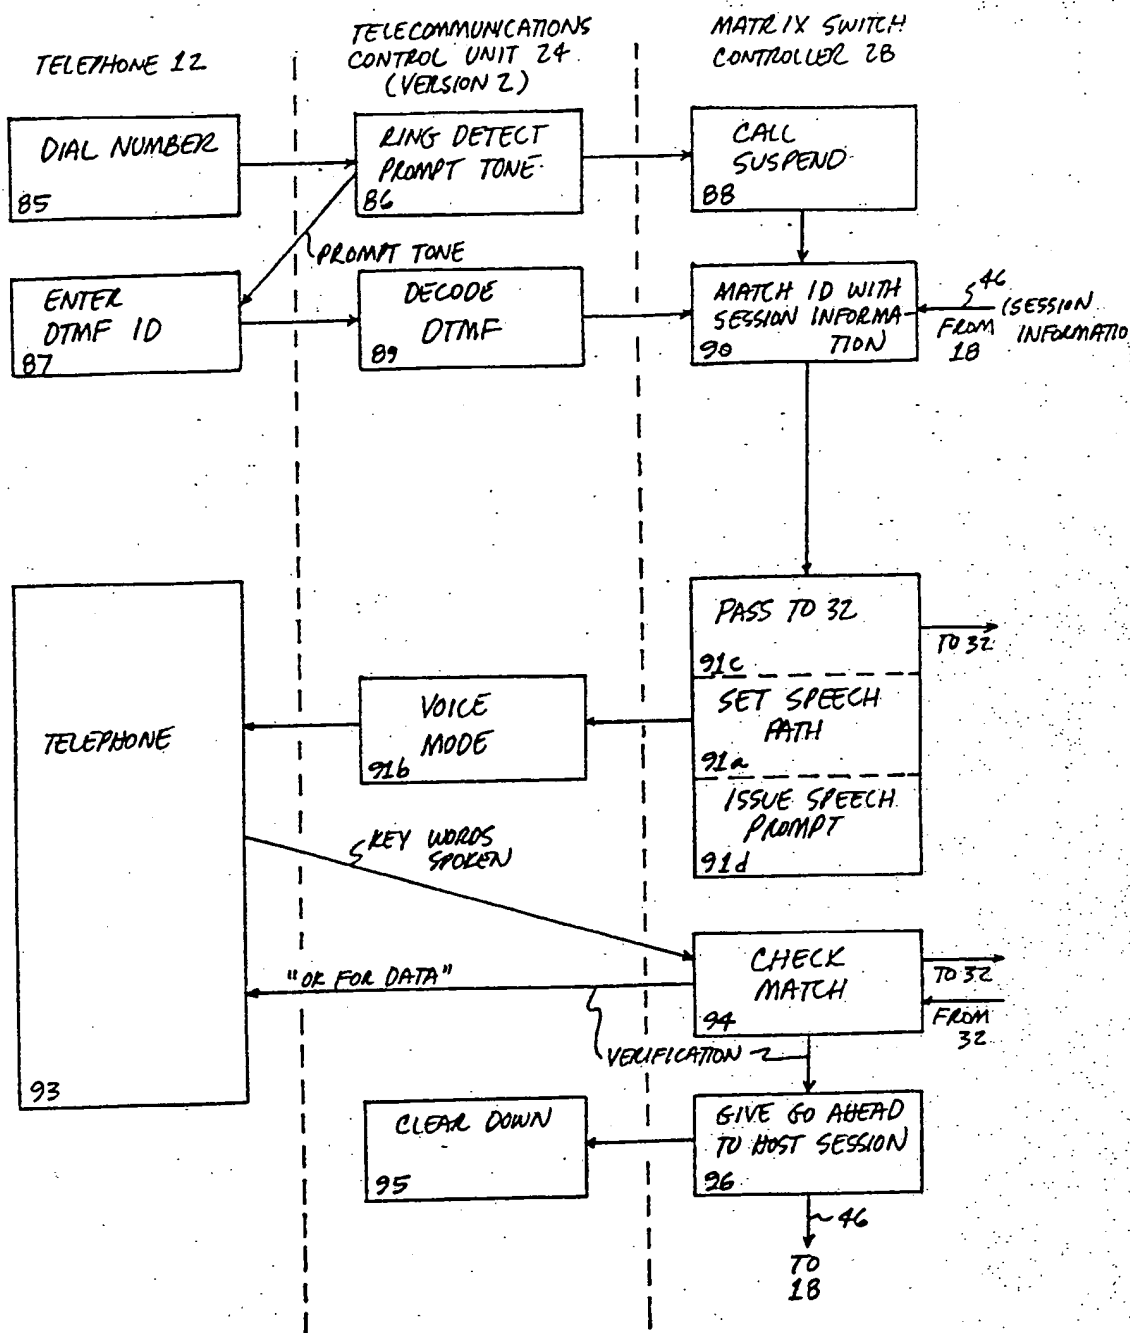 TELEPHONE 12
TELECOMMUNICATIONS
CONTROL UNIT 24
(VERSION 2)
MATRIX SWITCH
CONTROLLER 28
DIAL NUMBER
85
RING DETECT
PROMPT TONE
86
CALL
SUSPEND
88
PROMPT TONE
ENTER
DTMF ID
87
DECODE
DTMF
89
MATCH ID WITH
SESSION INFORMA-
TION
90
46
(SESSION
INFORMATIO
FROM
18
PASS TO 32
91c
TO 32
SET SPEECH
PATH
91a
ISSUE SPEECH
PROMPT
91d
VOICE
MODE
91b
TELEPHONE
93
KEY WORDS
SPOKEN
"OK FOR DATA"
CHECK
MATCH
94
TO 32
FROM
32
VERIFICATION
CLEAR DOWN
95
GIVE GO AHEAD
TO HOST SESSION
96
46
TO
18